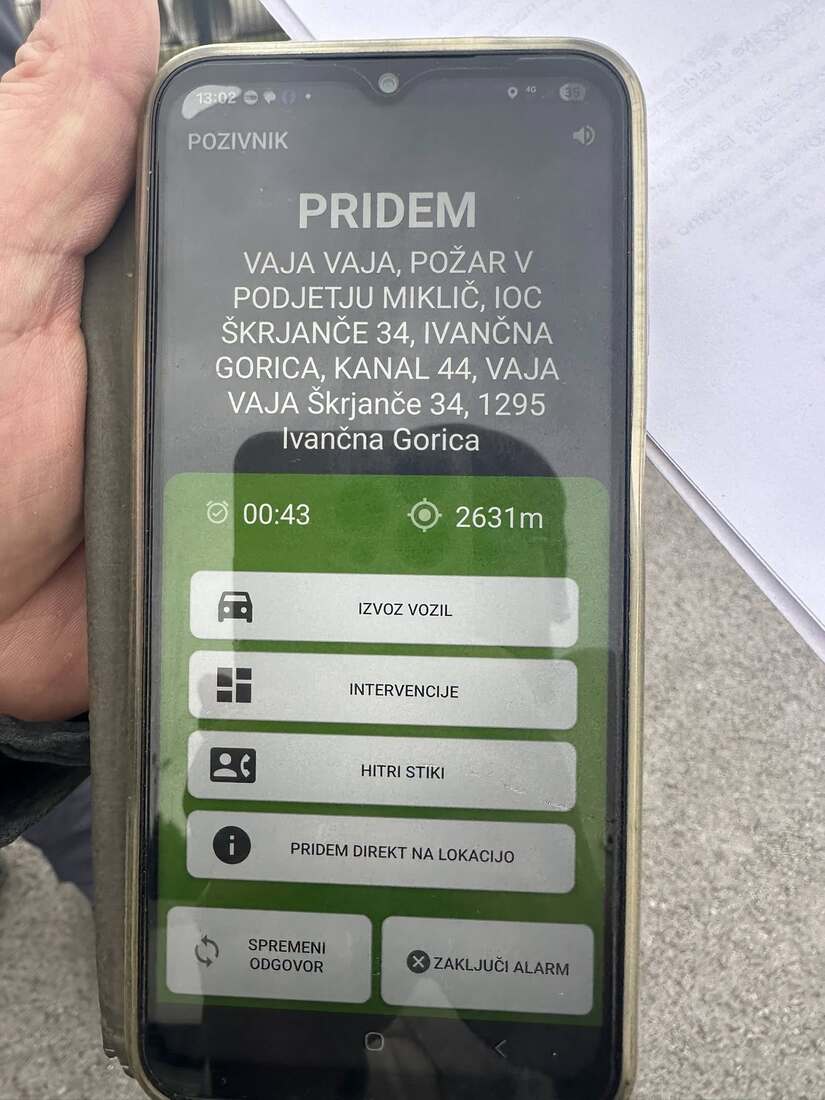 13:02
4G
POZIVNIK
PRIDEM
VAJA VAJA, POŽAR V
PODJETJU MIKLIČ, IOC
ŠKRJANČE 34, IVANČNA
GORICA, KANAL 44, VAJA
VAJA Škrjanče 34, 1295
Ivančna Gorica
00:43 2631m
IZVOZ VOZIL
INTERVENCIJE
HITRI STIKI
PRIDEM DIREKT NA LOKACIJO
SPREMENI
ODGOVOR
ZAKLJUČI ALARM